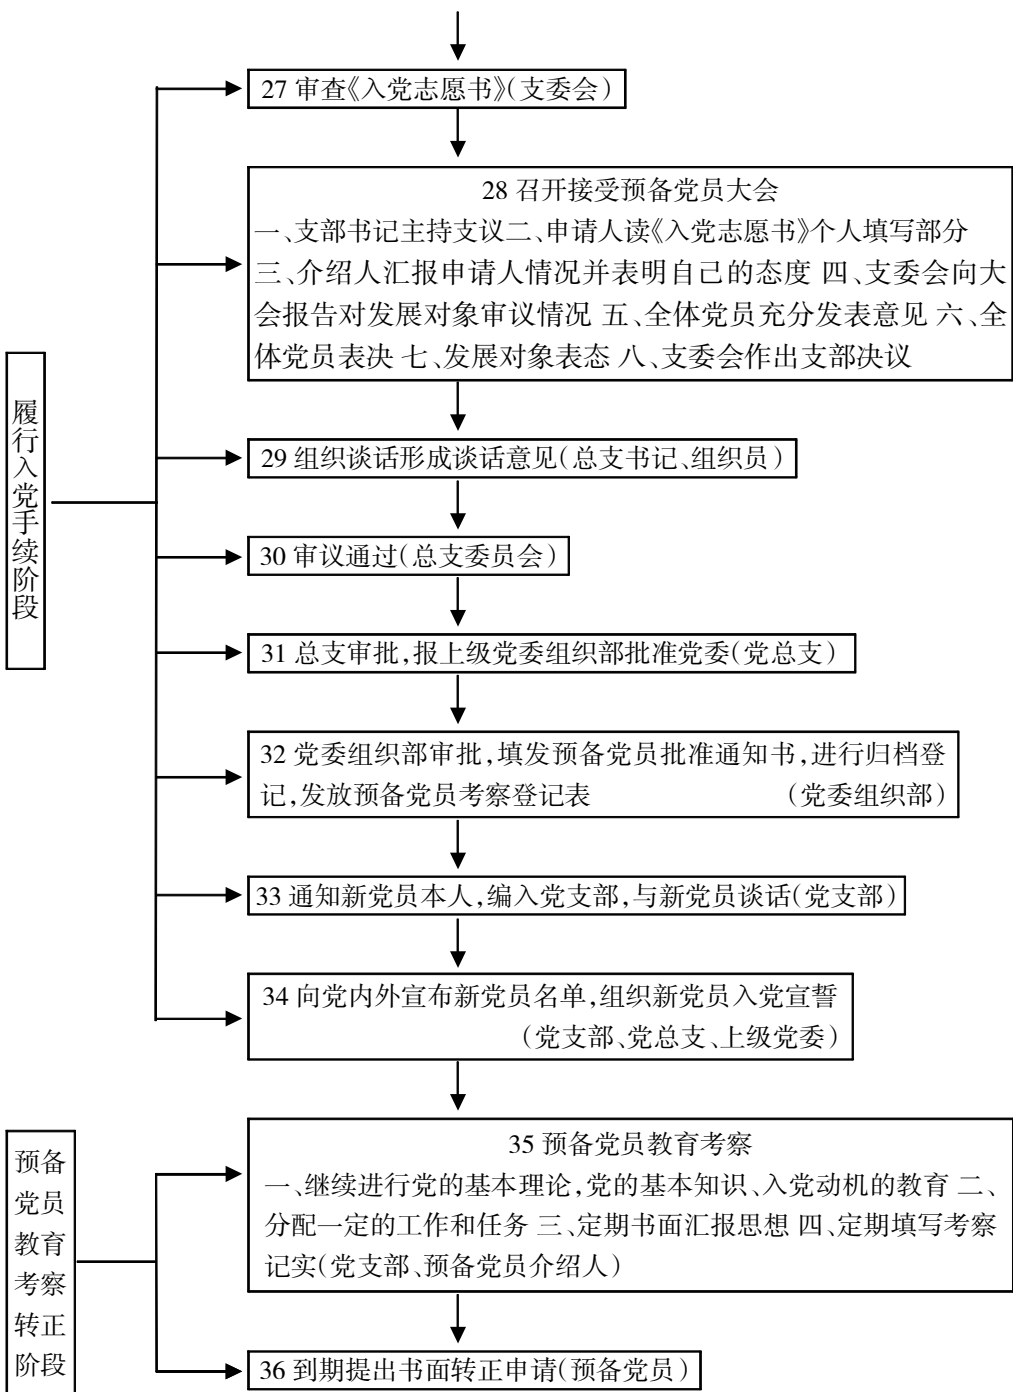 27 审查《入党志愿书》(支委会)
28 召开接受预备党员大会
一、支部书记主持支议二、申请人读《入党志愿书》个人填写部分
三、介绍人汇报申请人情况并表明自己的态度 四、支委会向大
会报告对发展对象审议情况 五、全体党员充分发表意见 六、全
体党员表决 七、发展对象表态 八、支委会作出支部决议
履行入党手续阶段
29 组织谈话形成谈话意见(总支书记、组织员)
30 审议通过(总支委员会)
31 总支审批,报上级党委组织部批准党委(党总支)
32 党委组织部审批,填发预备党员批准通知书,进行归档登
记,发放预备党员考察登记表 (党委组织部)
33 通知新党员本人,编入党支部,与新党员谈话(党支部)
34 向党内外宣布新党员名单,组织新党员入党宣誓
(党支部、党总支、上级党委)
预备
党员
教育
考察
转正
阶段
35 预备党员教育考察
一、继续进行党的基本理论,党的基本知识、入党动机的教育 二、
分配一定的工作和任务 三、定期书面汇报思想 四、定期填写考察
记实(党支部、预备党员介绍人)
36 到期提出书面转正申请(预备党员)